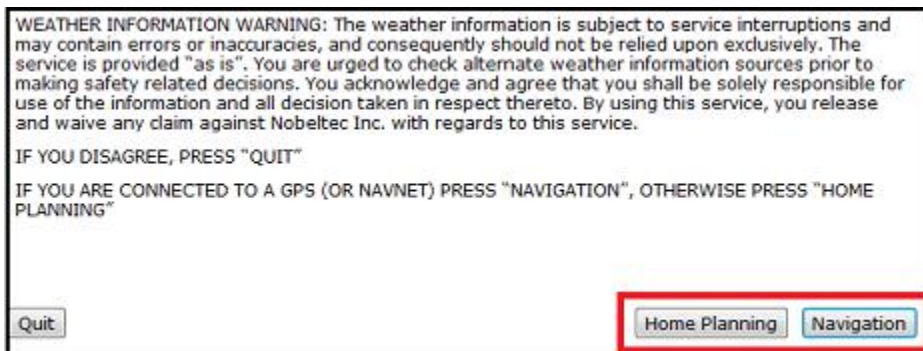 WEATHER INFORMATION WARNING: The weather information is subject to service interruptions and
may contain errors or inaccuracies, and consequently should not be relied upon exclusively. The
service is provided "as is". You are urged to check alternate weather information sources prior to
making safety related decisions. You acknowledge and agree that you shall be solely responsible for
use of the information and all decision taken in respect thereto. By using this service, you release
and waive any claim against Nobeltec Inc. with regards to this service.
IF YOU DISAGREE, PRESS "QUIT"
IF YOU ARE CONNECTED TO A GPS (OR NAVNET) PRESS "NAVIGATION", OTHERWISE PRESS "HOME
PLANNING"
Quit Home Planning Navigation